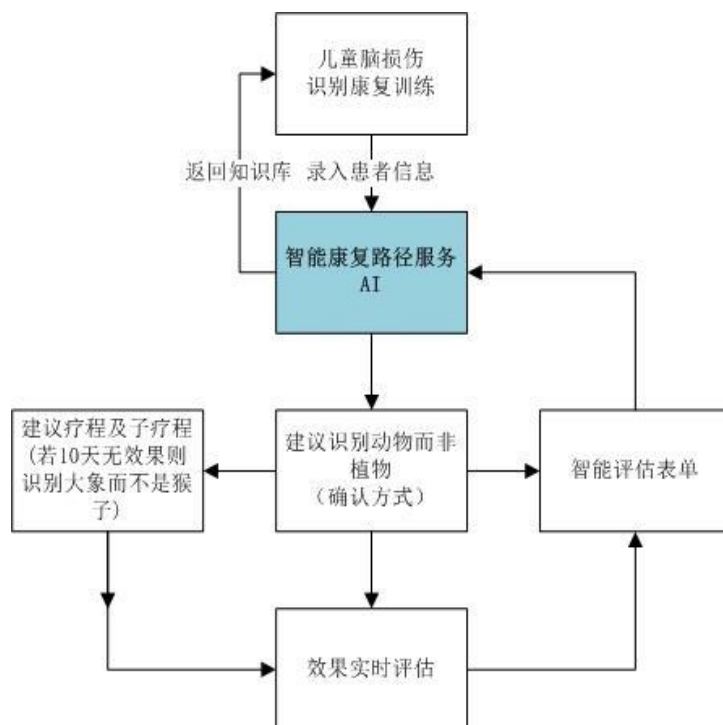 儿童脑损伤
识别康复训练
返回知识库
录入患者信息
智能康复路径服务
AI
建议疗程及子疗程
(若10天无效果则
识别大象而不是猴
子)
建议识别动物而非
植物
(确认方式)
智能评估表单
效果实时评估